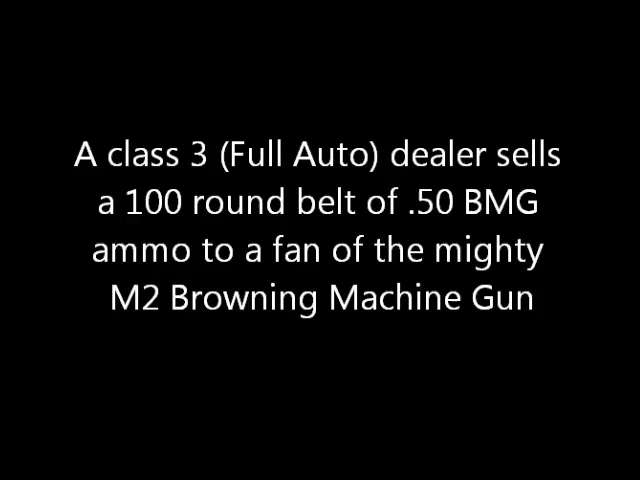 A class 3 (Full Auto) dealer sells
a 100 round belt of .50 BMG
ammo to a fan of the mighty
M2 Browning Machine Gun